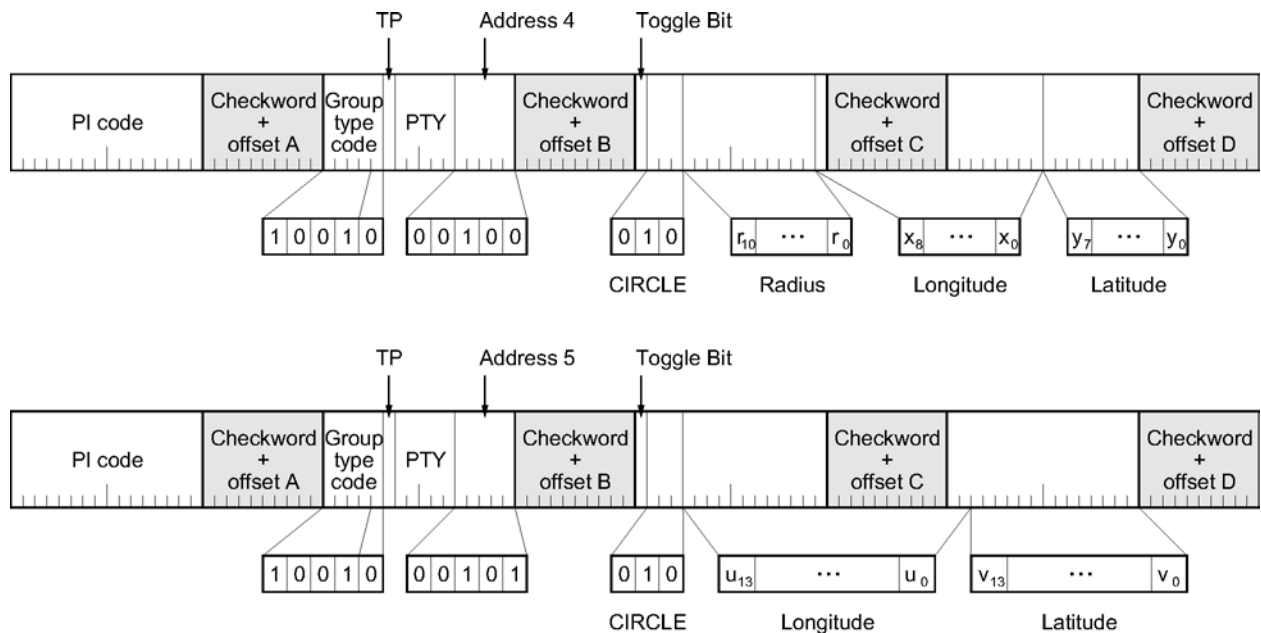 TP Address 4 Toggle Bit
PI code
Checkword
+
offset A
Group
type
code
PTY
Checkword
+
offset B
Checkword
+
offset C
Checkword
+
offset D
1 0 0 1 0
0 0 1 0 0
0 1 0
r10 ··· r0
x8 ··· x0
y7 ··· y0
CIRCLE Radius Longitude Latitude
TP Address 5 Toggle Bit
PI code
Checkword
+
offset A
Group
type
code
PTY
Checkword
+
offset B
Checkword
+
offset C
Checkword
+
offset D
1 0 0 1 0
0 0 1 0 1
0 1 0
u13 ··· u0
v13 ··· v0
CIRCLE Longitude Latitude